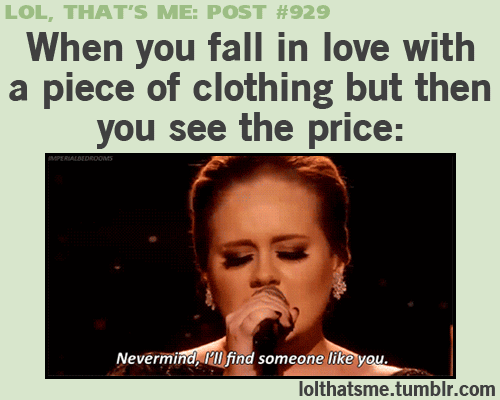 LOL, THAT'S ME: POST #929
When you fall in love with
a piece of clothing but then
you see the price:
IMPERIALBEDROOMS
Nevermind, I'll find someone like you.
lolthatsme.tumblr.com